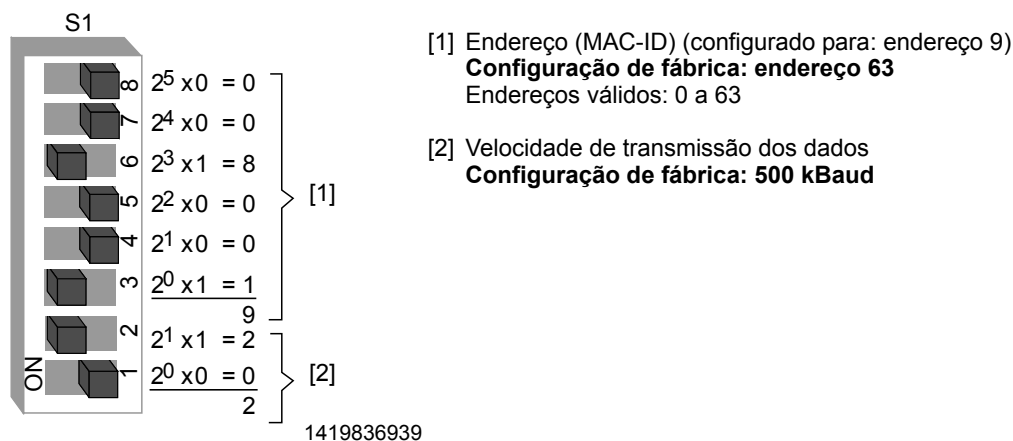 S1
8 2⁵ x0 = 0
7 2⁴ x0 = 0
6 2³ x1 = 8
5 2² x0 = 0
4 2¹ x0 = 0
3 2⁰ x1 = 1
9
[1]
2 2¹ x1 = 2
ON 1 2⁰ x0 = 0
2
[2]
1419836939
[1] Endereço (MAC-ID) (configurado para: endereço 9)
Configuração de fábrica: endereço 63
Endereços válidos: 0 a 63
[2] Velocidade de transmissão dos dados
Configuração de fábrica: 500 kBaud